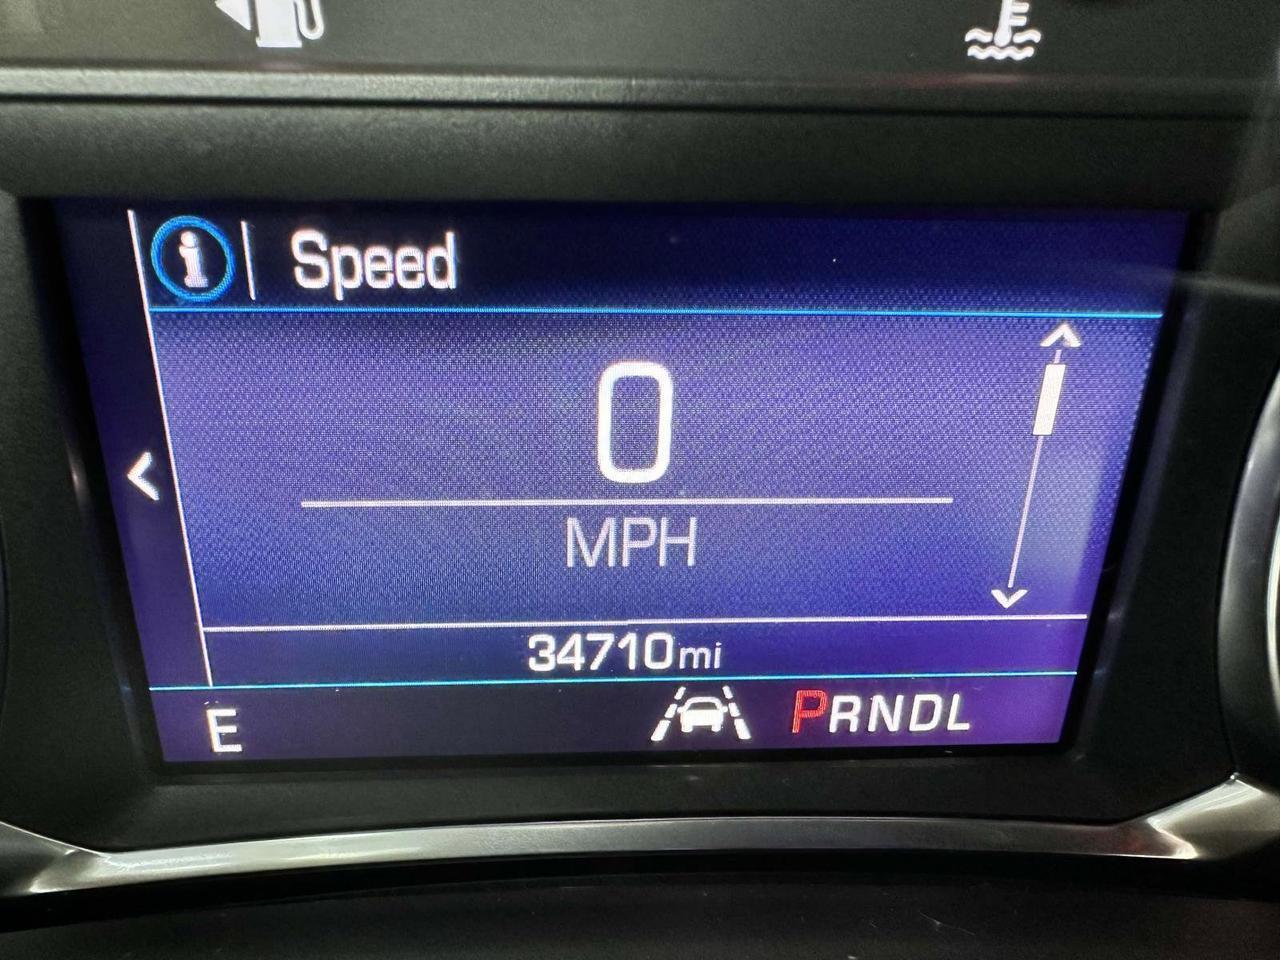 Speed
0
MPH
34710mi
E PRNDL